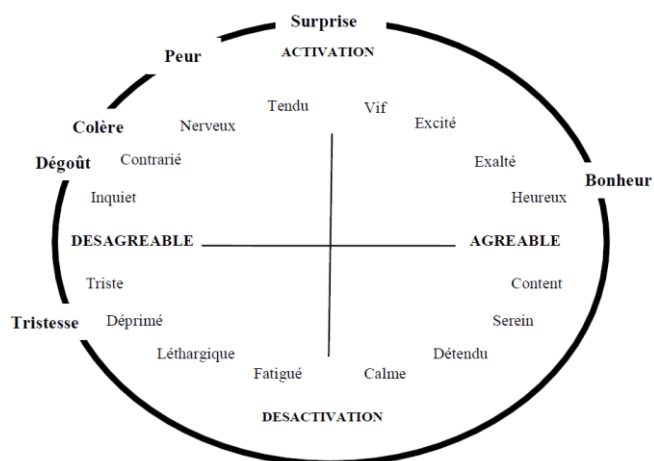 Surprise
Peur
ACTIVATION
Tendu
Vif
Colère
Nerveux
Excité
Dégoût
Contrarié
Exalté
Bonheur
Inquiet
Heureux
DESAGREABLE
AGREABLE
Triste
Content
Tristesse
Déprimé
Serein
Léthargique
Détendu
Fatigué
Calme
DESACTIVATION